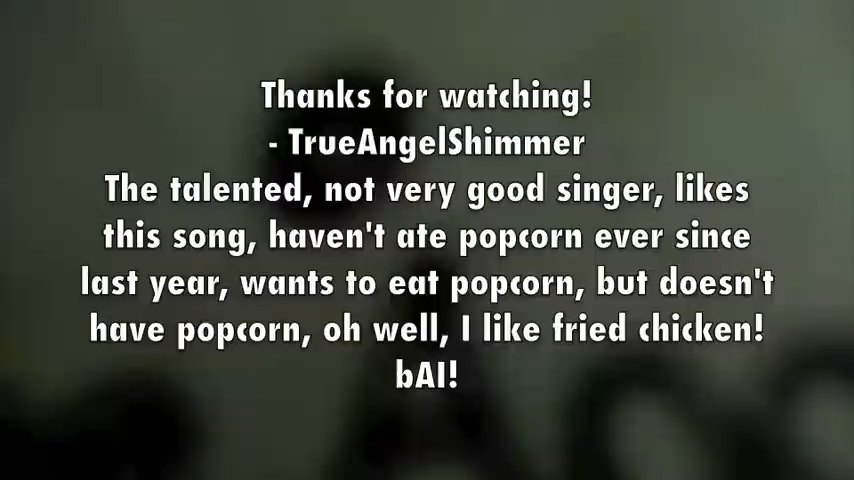 Thanks for watching!
- TrueAngelShimmer
The talented, not very good singer, likes
this song, haven't ate popcorn ever since
last year, wants to eat popcorn, but doesn't
have popcorn, oh well, I like fried chicken!
bAI!